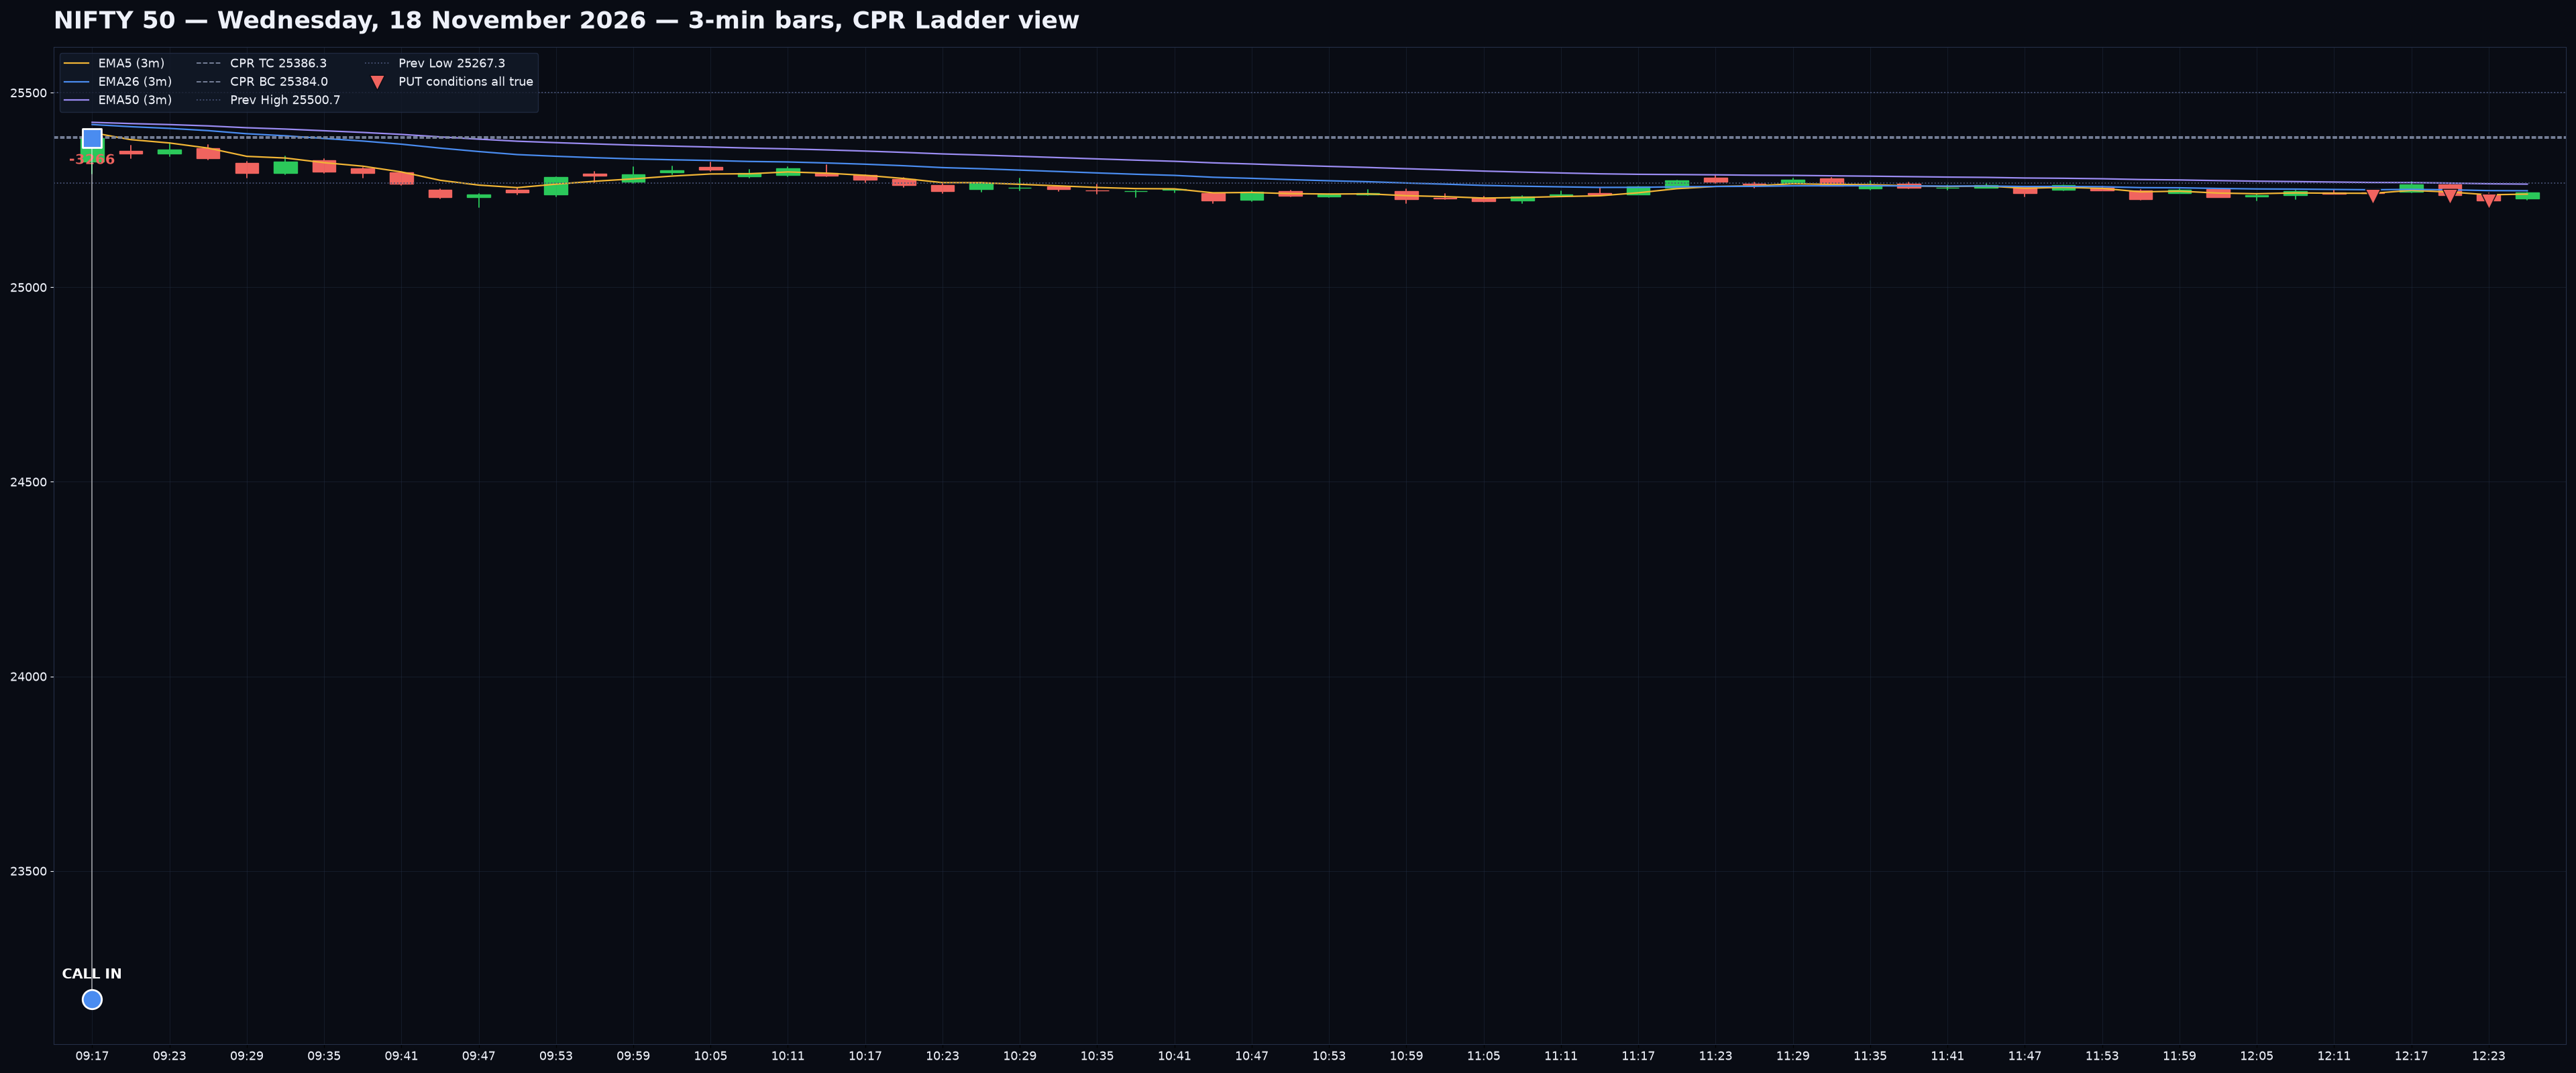 NIFTY 50 — Wednesday, 18 November 2026 — 3-min bars, CPR Ladder view
EMA5 (3m)
EMA26 (3m)
EMA50 (3m)
CPR TC 25386.3
CPR BC 25384.0
Prev High 25500.7
Prev Low 25267.3
PUT conditions all true
25500
25000
24500
24000
23500
CALL IN
09:17 09:23 09:29 09:35 09:41 09:47 09:53 09:59 10:05 10:11 10:17 10:23 10:29 10:35 10:41 10:47 10:53 10:59 11:05 11:11 11:17 11:23 11:29 11:35 11:41 11:47 11:53 11:59 12:05 12:11 12:17 12:23